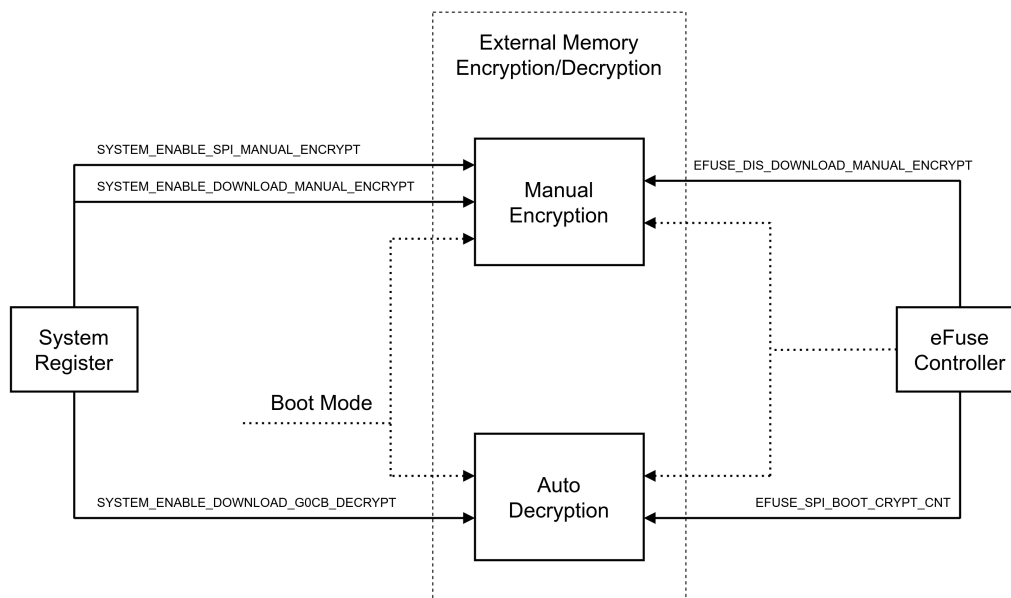 External Memory
Encryption/Decryption
SYSTEM_ENABLE_SPI_MANUAL_ENCRYPT
SYSTEM_ENABLE_DOWNLOAD_MANUAL_ENCRYPT
EFUSE_DIS_DOWNLOAD_MANUAL_ENCRYPT
Manual
Encryption
System
Register
eFuse
Controller
Boot Mode
SYSTEM_ENABLE_DOWNLOAD_G0CB_DECRYPT
Auto
Decryption
EFUSE_SPI_BOOT_CRYPT_CNT